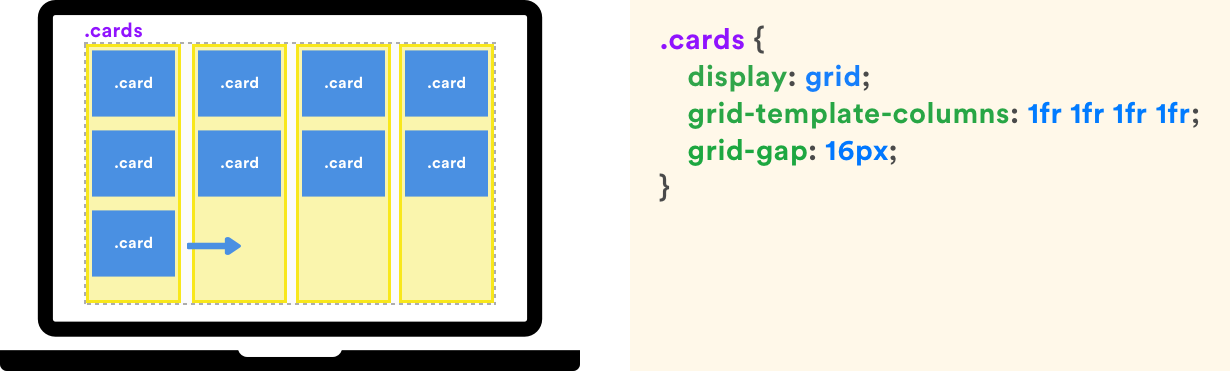 .cards
.card .card .card .card
.card .card .card .card
.card
.cards {
display: grid;
grid-template-columns: 1fr 1fr 1fr 1fr;
grid-gap: 16px;
}